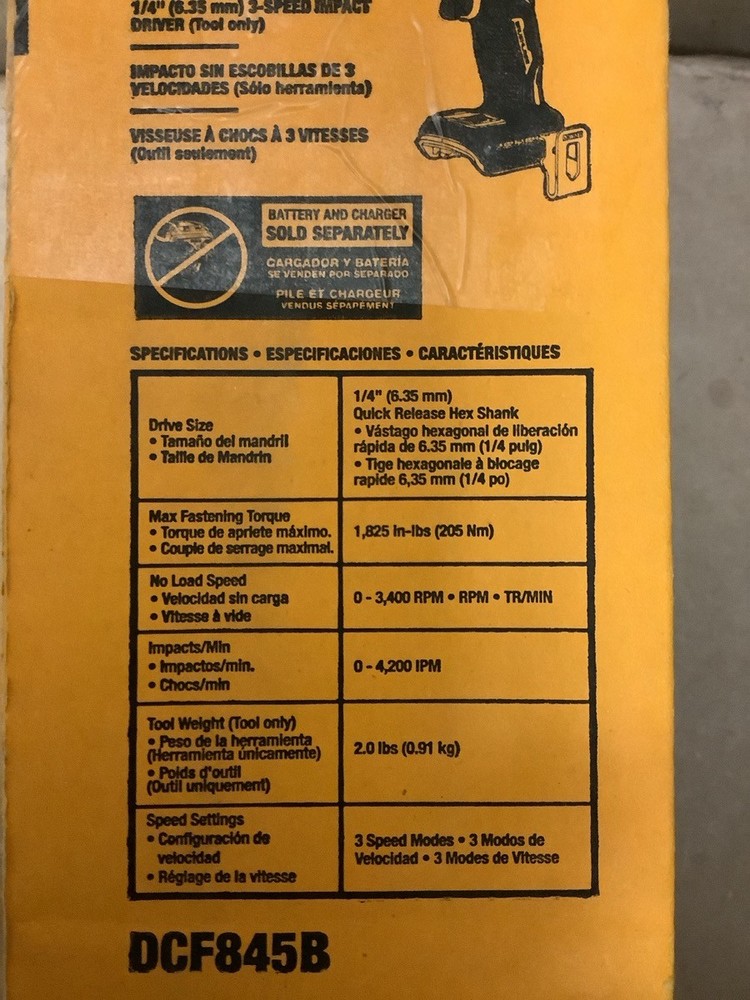 1/4" (6.35 mm) 3-SPEED IMPACT
DRIVER (Tool only)
IMPACTO SIN ESCOBILLAS DE 3
VELOCIDADES (Sólo herramienta)
VISSEUSE À CHOCS À 3 VITESSES
(Outil seulement)
BATTERY AND CHARGER
SOLD SEPARATELY
CARGADOR Y BATERÍA
SE VENDEN POR SEPARADO
PILE ET CHARGEUR
VENDUS SÉPARÉMENT
SPECIFICATIONS • ESPECIFICACIONES • CARACTÉRISTIQUES
Drive Size
• Tamaño del mandril
• Taille de Mandrin
1/4" (6.35 mm)
Quick Release Hex Shank
• Vástago hexagonal de liberación
rápida de 6.35 mm (1/4 pulg)
• Tige hexagonale à blocage
rapide 6,35 mm (1/4 po)
Max Fastening Torque
• Torque de apriete máximo.
• Couple de serrage maximal.
1,825 in-lbs (205 Nm)
No Load Speed
• Velocidad sin carga
• Vitesse à vide
0 - 3,400 RPM • RPM • TR/MIN
Impacts/Min
• Impactos/min.
• Chocs/min
0 - 4,200 IPM
Tool Weight (Tool only)
• Peso de la herramienta
(Herramienta únicamente)
• Poids d'outil
(Outil uniquement)
2.0 lbs (0.91 kg)
Speed Settings
• Configuración de
velocidad
• Réglage de la vitesse
3 Speed Modes • 3 Modos de
Velocidad • 3 Modes de Vitesse
DCF845B